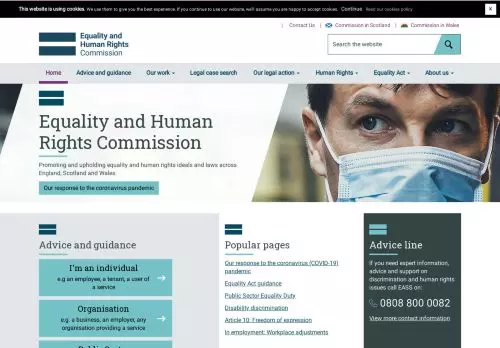 This website is using cookies. We use them to give you the best experience. If you continue to use our website, we'll assume you are happy to accept cookies. Continue Read our cookies policy X
Contact Us Commission in Scotland Commission in Wales
Equality and
Human Rights
Commission
Search the website
Home Advice and guidance Our work Legal case search Our legal action Human Rights Equality Act About us
Equality and Human
Rights Commission
Promoting and upholding equality and human rights ideals and laws across
England, Scotland and Wales
Our response to the coronavirus pandemic
Advice and guidance
I'm an individual
e.g an employee, a tenant, a user of
a service
Organisation
e.g. a business, an employer, any
organisation providing a service
Popular pages
Our response to the coronavirus (COVID-19)
pandemic
Equality Act guidance
Public Sector Equality Duty
Disability discrimination
Article 10: Freedom of expression
In employment: Workplace adjustments
Advice line
If you need expert information,
advice and support on
discrimination and human rights
issues call EASS on:
0808 800 0082
View more contact information